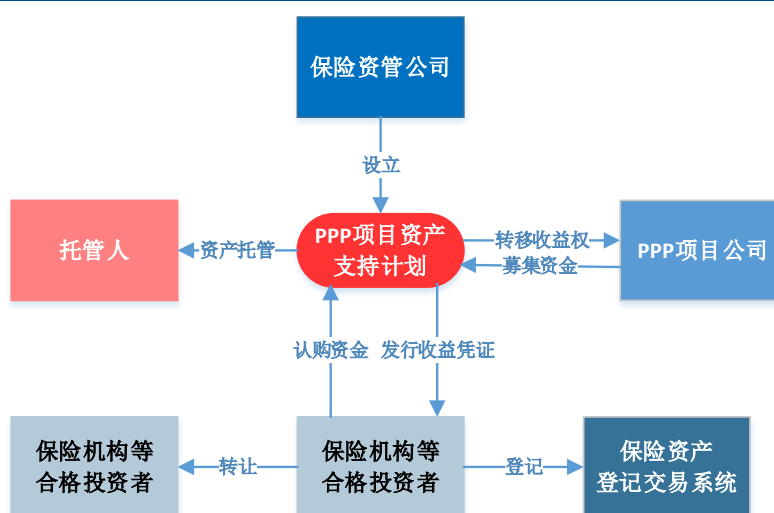 保险资管公司
设立
托管人
资产托管
PPP项目资产
支持计划
转移收益权
募集资金
PPP项目公司
认购资金
发行收益凭证
保险机构等
合格投资者
转让
保险机构等
合格投资者
登记
保险资产
登记交易系统